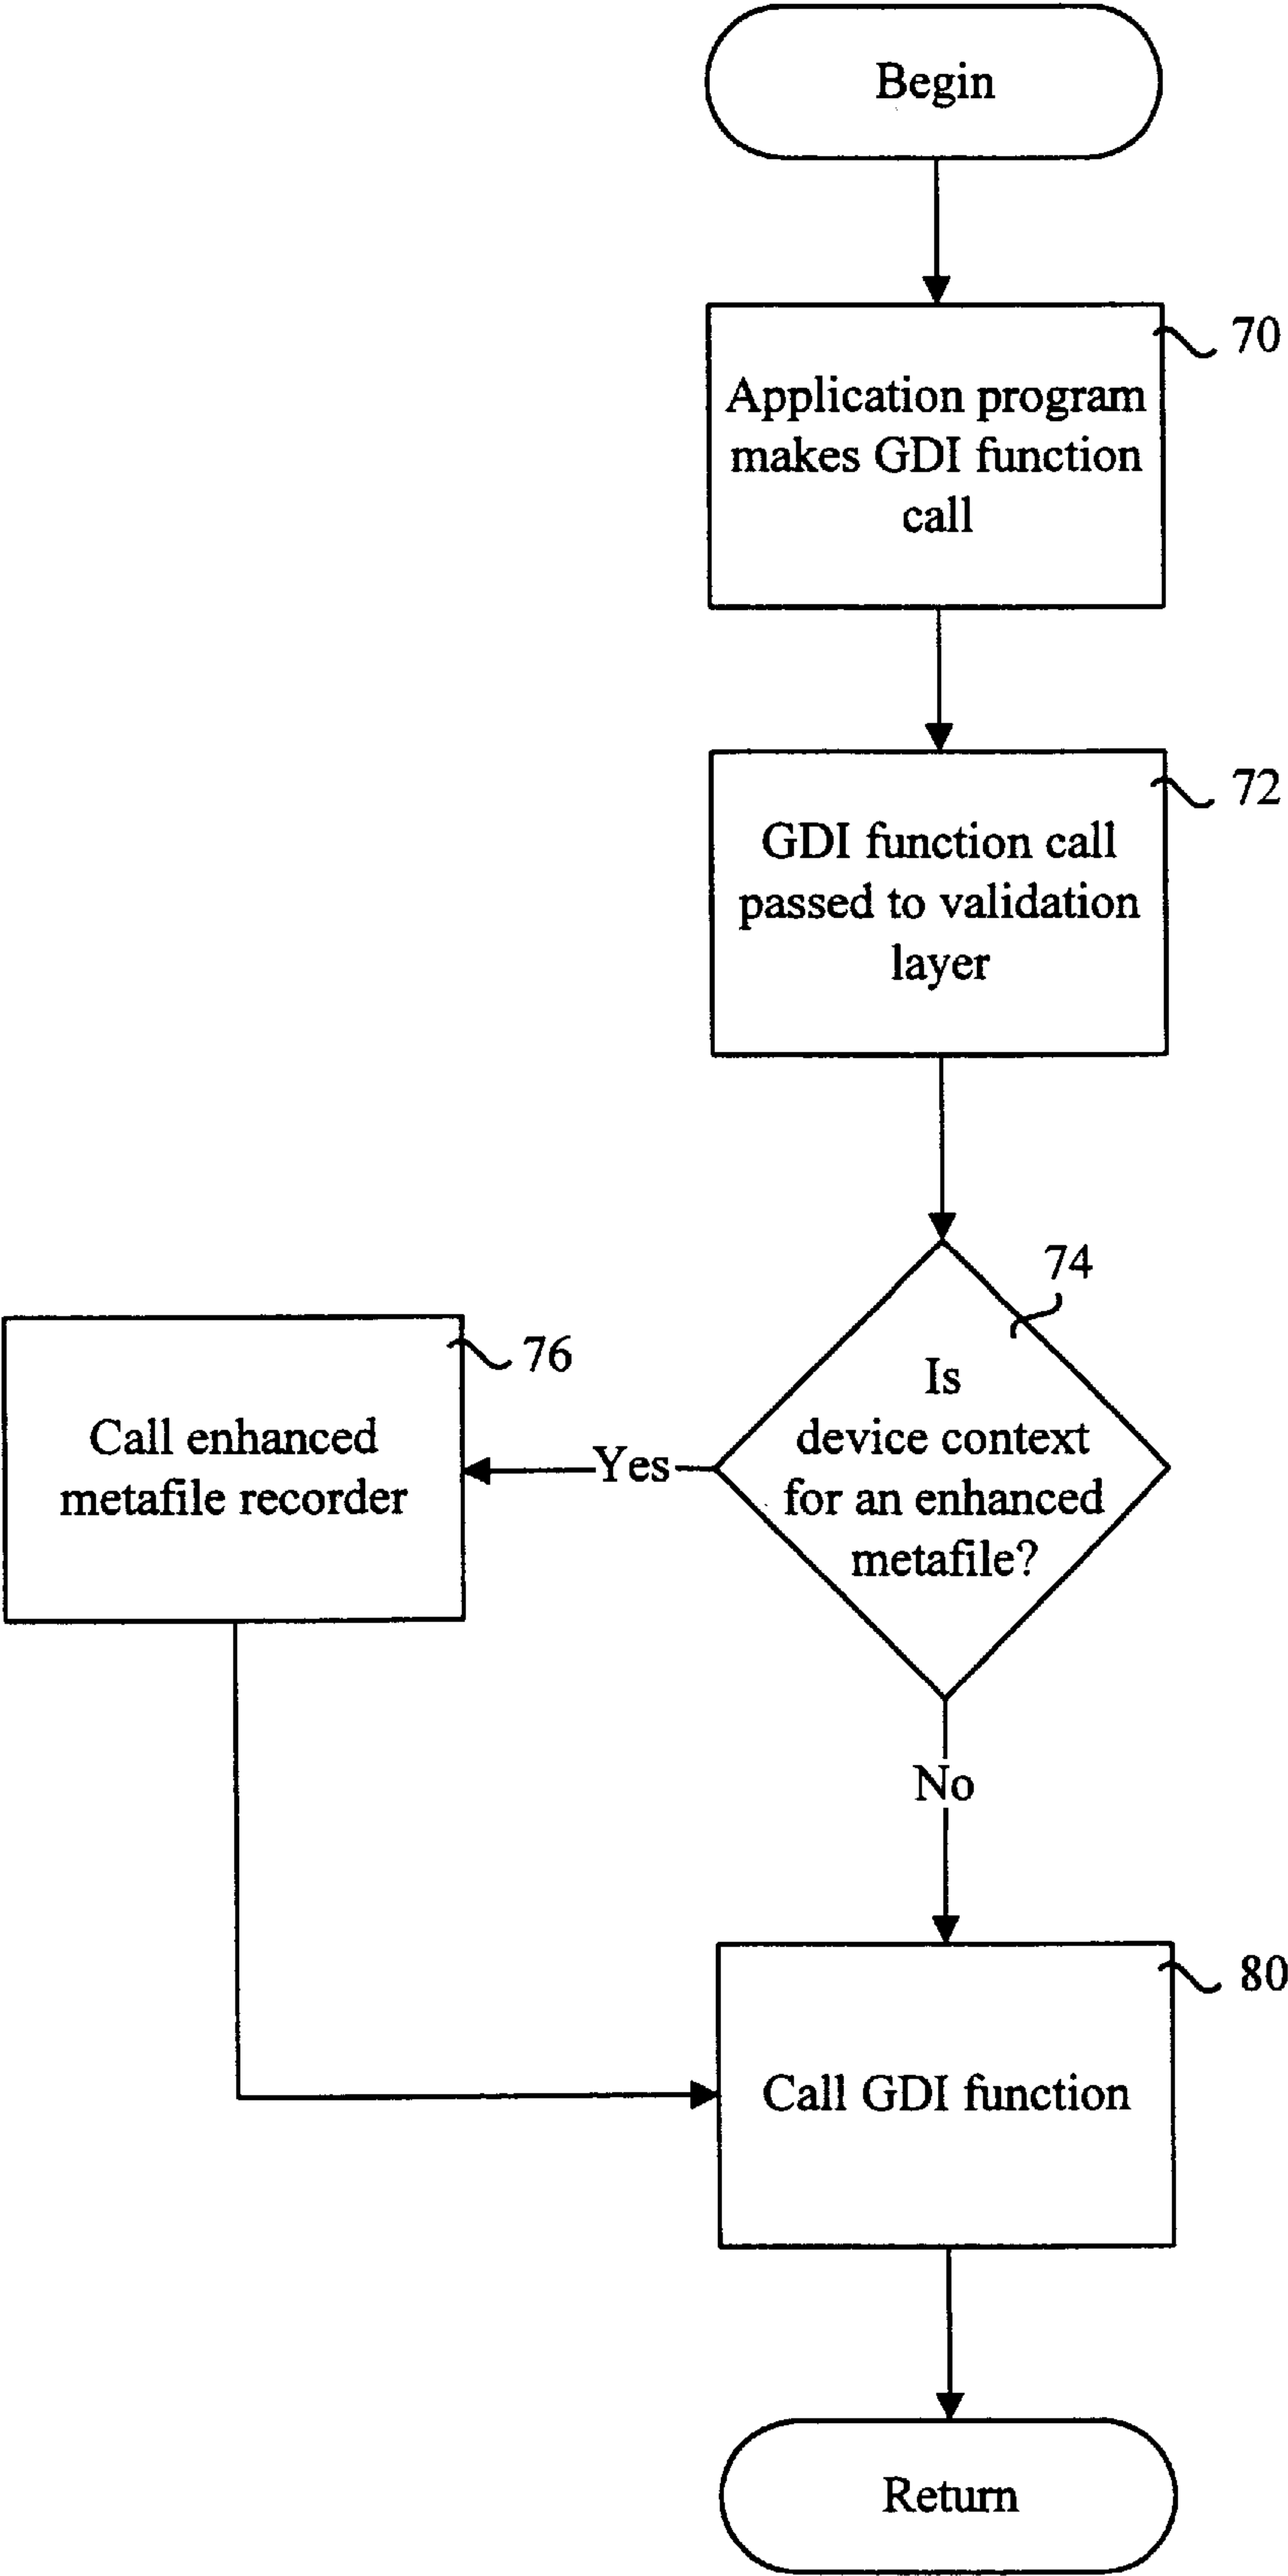 Begin
70
Application program
makes GDI function
call
72
GDI function call
passed to validation
layer
74
Is
device context
for an enhanced
metafile?
Yes
76
Call enhanced
metafile recorder
No
80
Call GDI function
Return